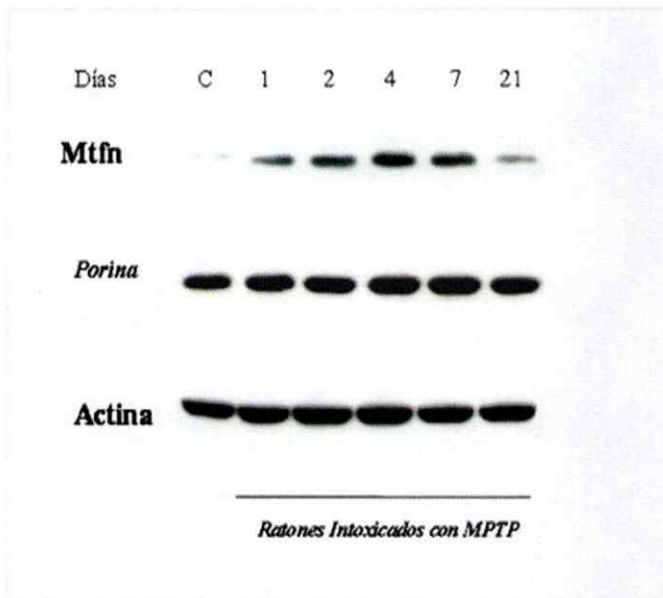 Días C 1 2 4 7 21
Mtfn
Porina
Actina
Ratones Intoxicados con MPTP